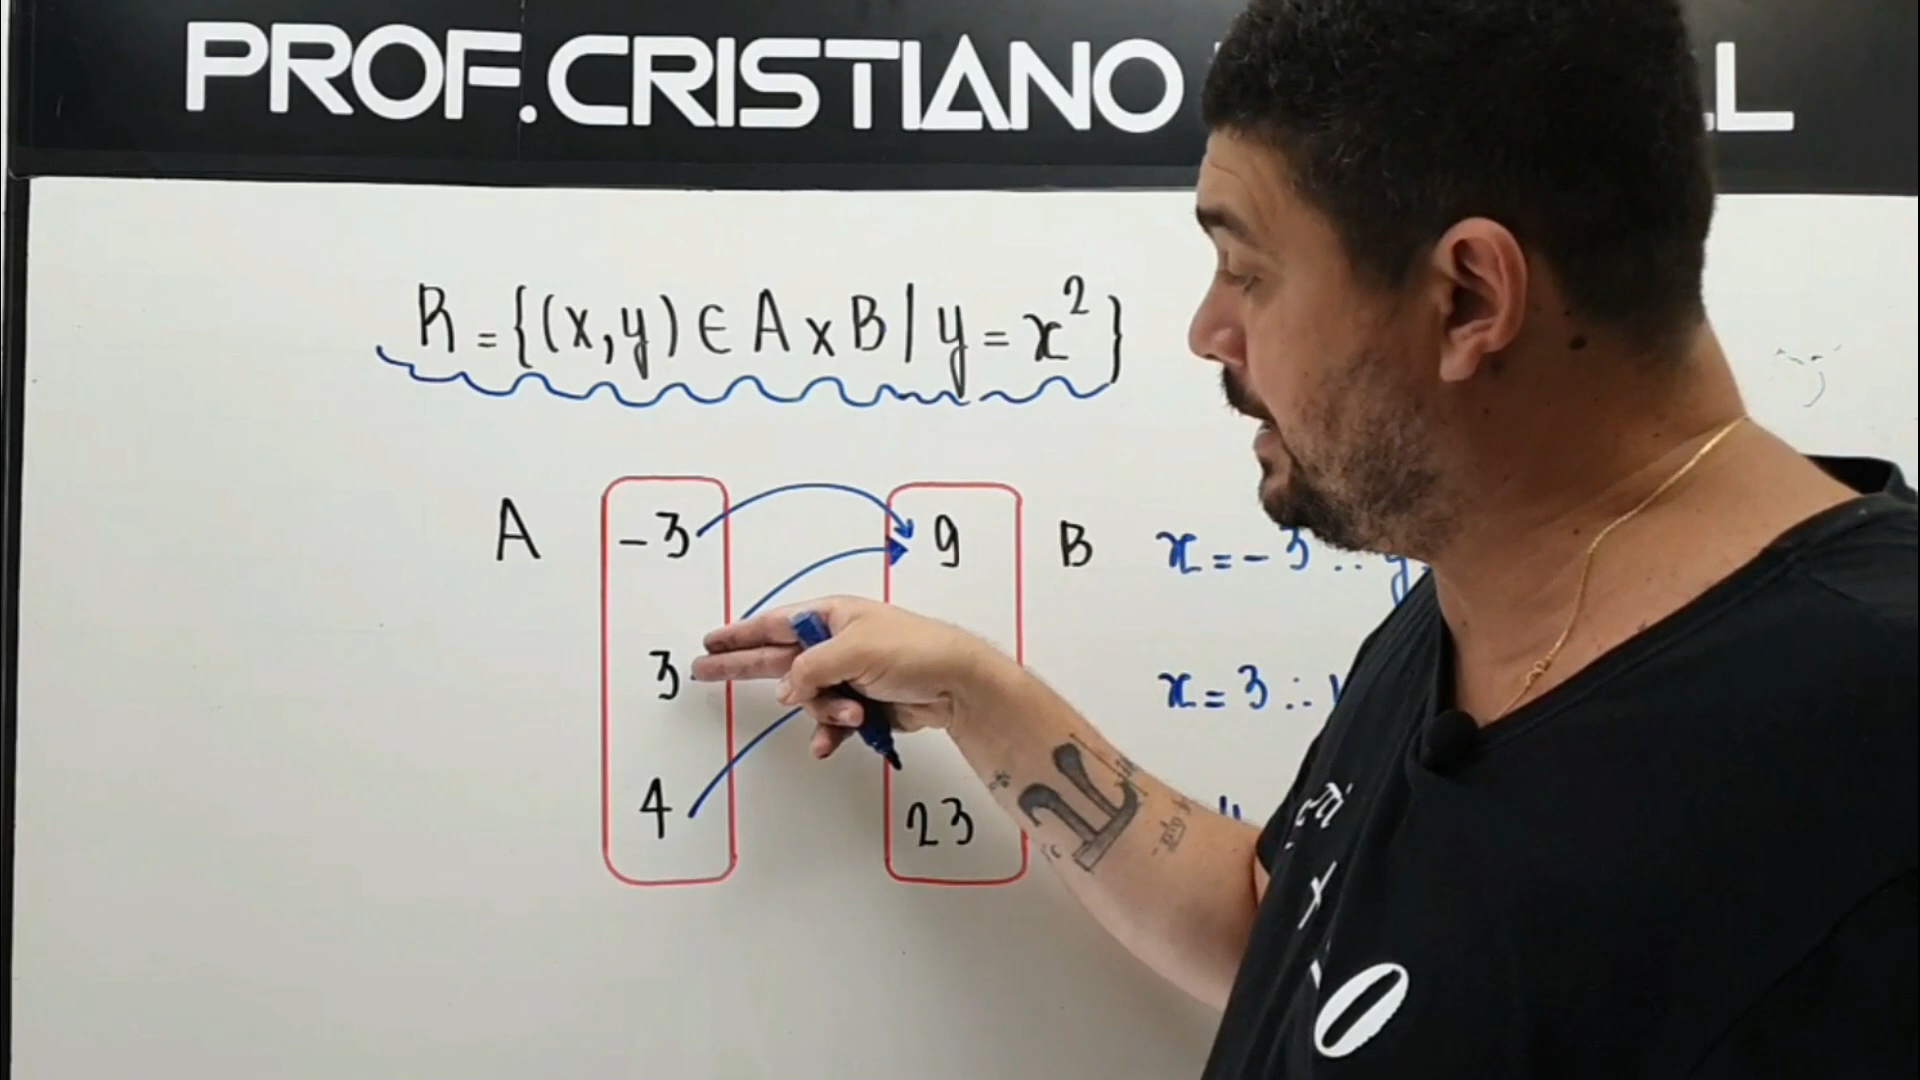 PROF.CRISTIANO
R = {(x,y) ∈ A x B / y = x²}
A
-3
3
4
9
23
B
x = -3 ∴ y
x = 3 ∴